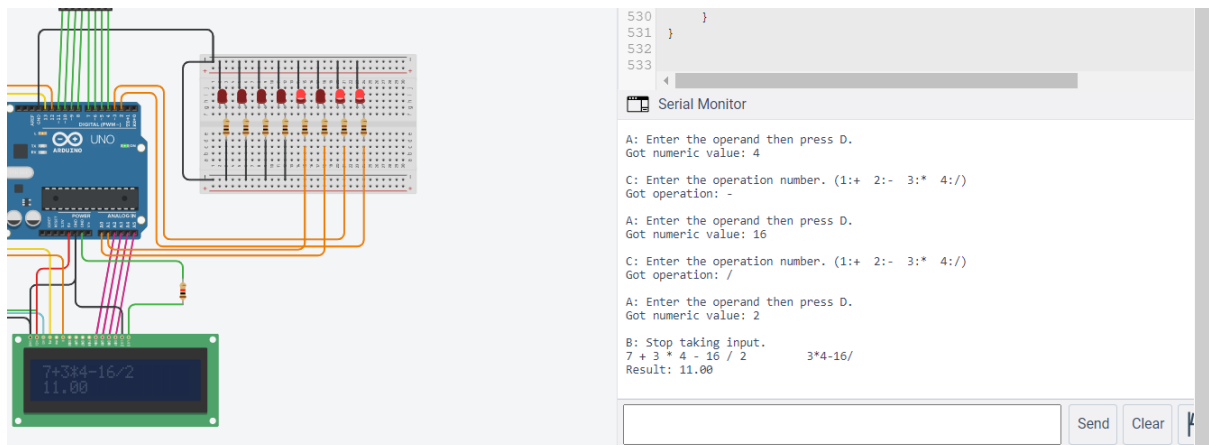 530 }
531 }
532
533
Serial Monitor
A: Enter the operand then press D.
Got numeric value: 4
C: Enter the operation number. (1:+ 2:- 3:* 4:/)
Got operation: -
A: Enter the operand then press D.
Got numeric value: 16
C: Enter the operation number. (1:+ 2:- 3:* 4:/)
Got operation: /
A: Enter the operand then press D.
Got numeric value: 2
B: Stop taking input.
7 + 3 * 4 - 16 / 2 3*4-16/
Result: 11.00
Send
Clear
DIGITAL (PWM~)
UNO
ARDUINO
POWER
ANALOG IN
7+3*4-16/2
11.00